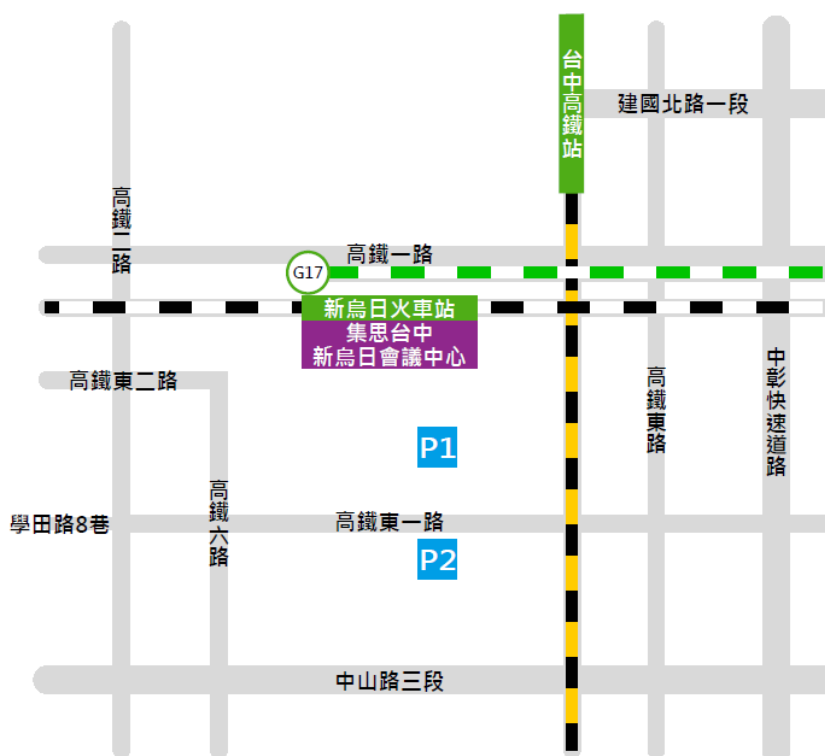 台中高鐵站
建國北路一段
高鐵二路
高鐵一路
G17
新烏日火車站
集思台中
新烏日會議中心
高鐵東二路
高鐵東路
中彰快速道路
P1
高鐵六路
學田路8巷
高鐵東一路
P2
中山路三段